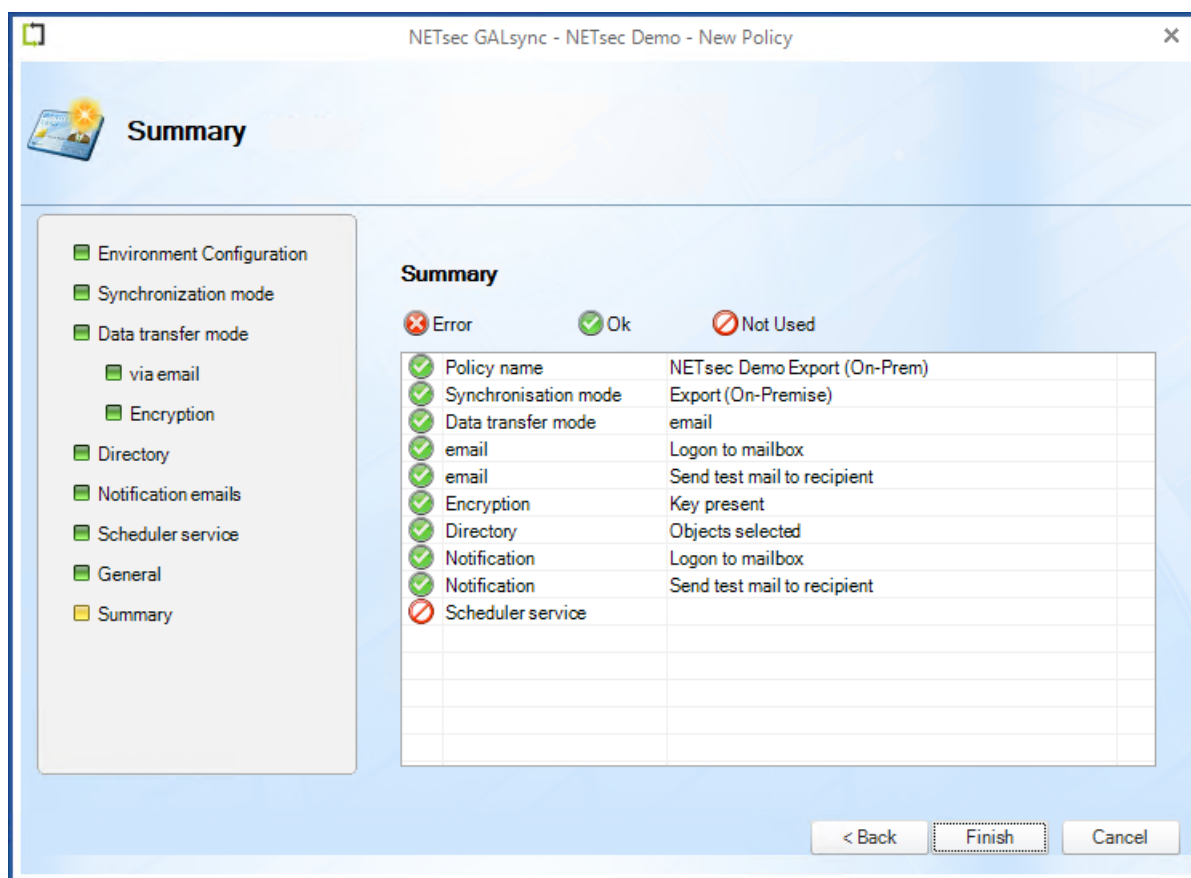 NETsec GALsync - NETsec Demo - New Policy
Summary
Environment Configuration
Synchronization mode
Data transfer mode
via email
Encryption
Directory
Notification emails
Scheduler service
General
Summary
Summary
Error Ok Not Used
Policy name NETsec Demo Export (On-Prem)
Synchronisation mode Export (On-Premise)
Data transfer mode email
email Logon to mailbox
email Send test mail to recipient
Encryption Key present
Directory Objects selected
Notification Logon to mailbox
Notification Send test mail to recipient
Scheduler service
< Back Finish Cancel